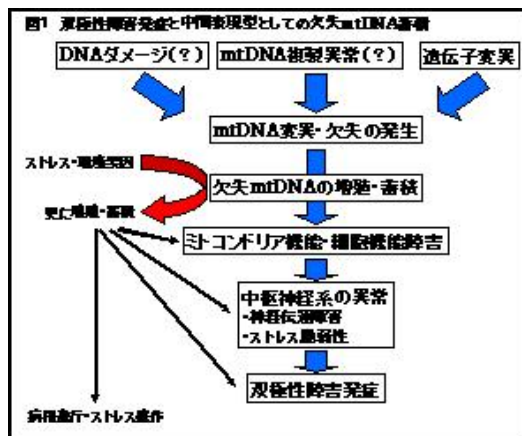 図1 双極性障害発症と中間表現型としての欠失mtDNA蓄積
DNAダメージ(?)
mtDNA複製異常(?)
遺伝子変異
mtDNA変異・欠失の発生
ストレス・環境要因
欠失mtDNAの増殖・蓄積
更に増殖・蓄積
ミトコンドリア機能・細胞機能障害
中枢神経系の異常
・神経伝達障害
・ストレス脆弱性
双極性障害発症
ストレス